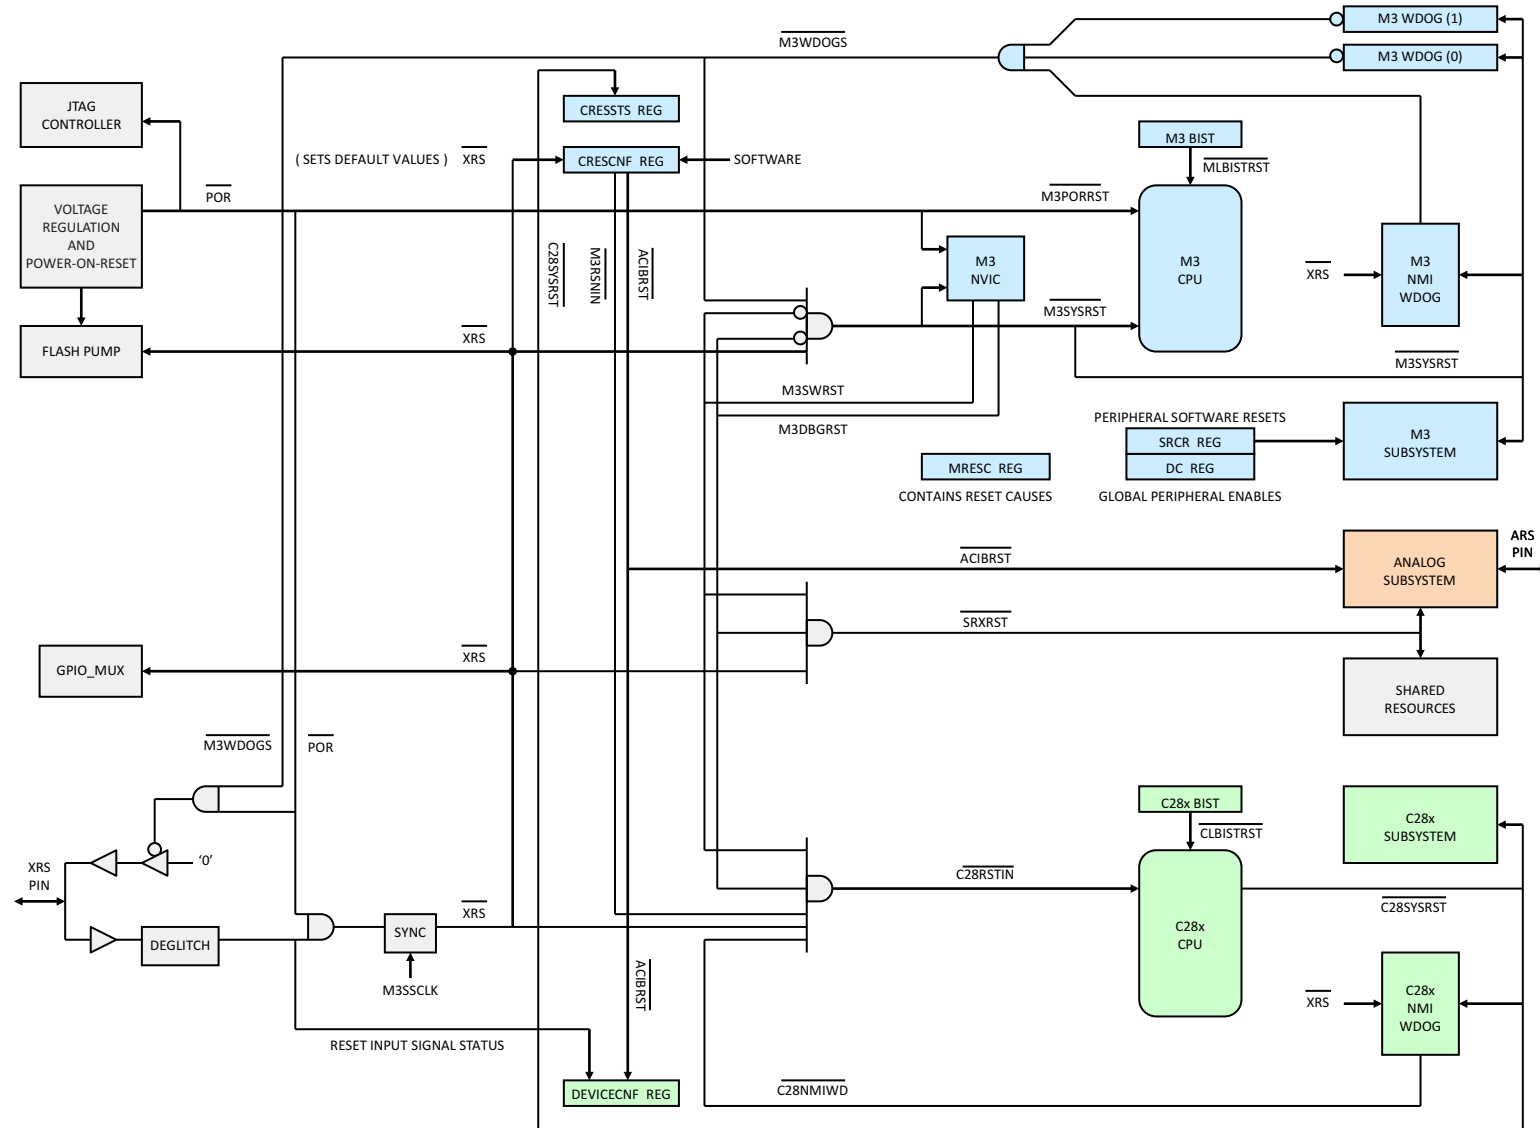 M3 WDOG (1)
M3WDOGS
M3 WDOG (0)
JTAG
CONTROLLER
CRESSTS REG
M3 BIST
( SETS DEFAULT VALUES ) XRS
CRESCNF REG
SOFTWARE
MLBISTRST
POR
M3PORRST
VOLTAGE
REGULATION
AND
POWER-ON-RESET
C28SYSRST
M3RSNIN
ACIBRST
M3
NVIC
M3
CPU
XRS
M3
NMI
WDOG
M3SYSRST
FLASH PUMP
XRS
M3SYSRST
M3SWRST
M3DBGRST
PERIPHERAL SOFTWARE RESETS
SRCR REG
DC REG
GLOBAL PERIPHERAL ENABLES
M3
SUBSYSTEM
MRESC REG
CONTAINS RESET CAUSES
ACIBRST
ANALOG
SUBSYSTEM
ARS
PIN
SRXRST
GPIO_MUX
XRS
SHARED
RESOURCES
M3WDOGS
POR
C28x BIST
CLBISTRST
C28x
SUBSYSTEM
'0'
XRS
PIN
C28RSTIN
C28SYSRST
DEGLITCH
SYNC
XRS
M3SSCLK
C28x
CPU
ACIBRST
XRS
C28x
NMI
WDOG
RESET INPUT SIGNAL STATUS
DEVICECNF REG
C28NMIWD